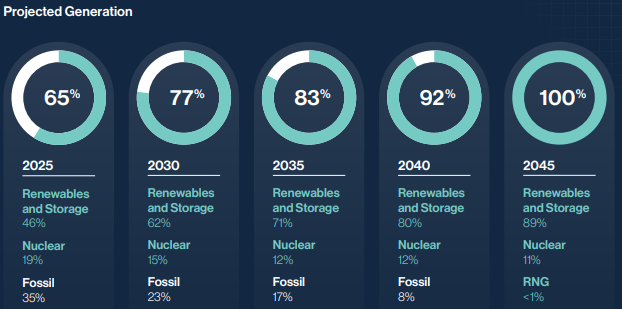 Projected Generation
65%
77%
83%
92%
100%
2025
Renewables
and Storage
46%
Nuclear
19%
Fossil
35%
2030
Renewables
and Storage
62%
Nuclear
15%
Fossil
23%
2035
Renewables
and Storage
71%
Nuclear
12%
Fossil
17%
2040
Renewables
and Storage
80%
Nuclear
12%
Fossil
8%
2045
Renewables
and Storage
89%
Nuclear
11%
RNG
<1%